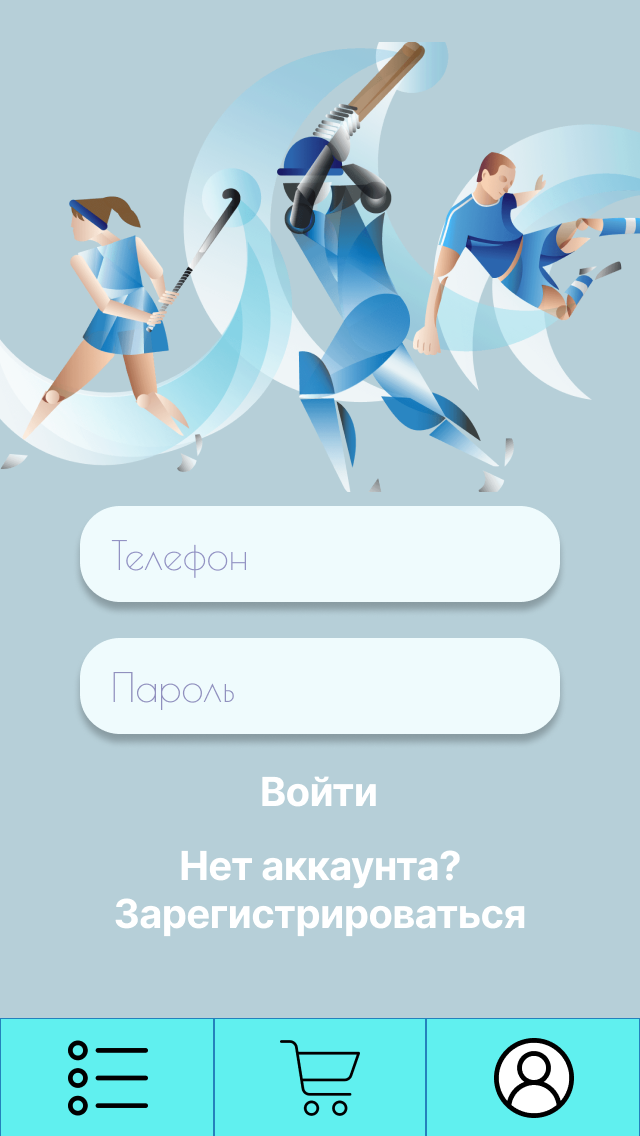 Телефон
Пароль
Войти
Нет аккаунта?
Зарегистрироваться